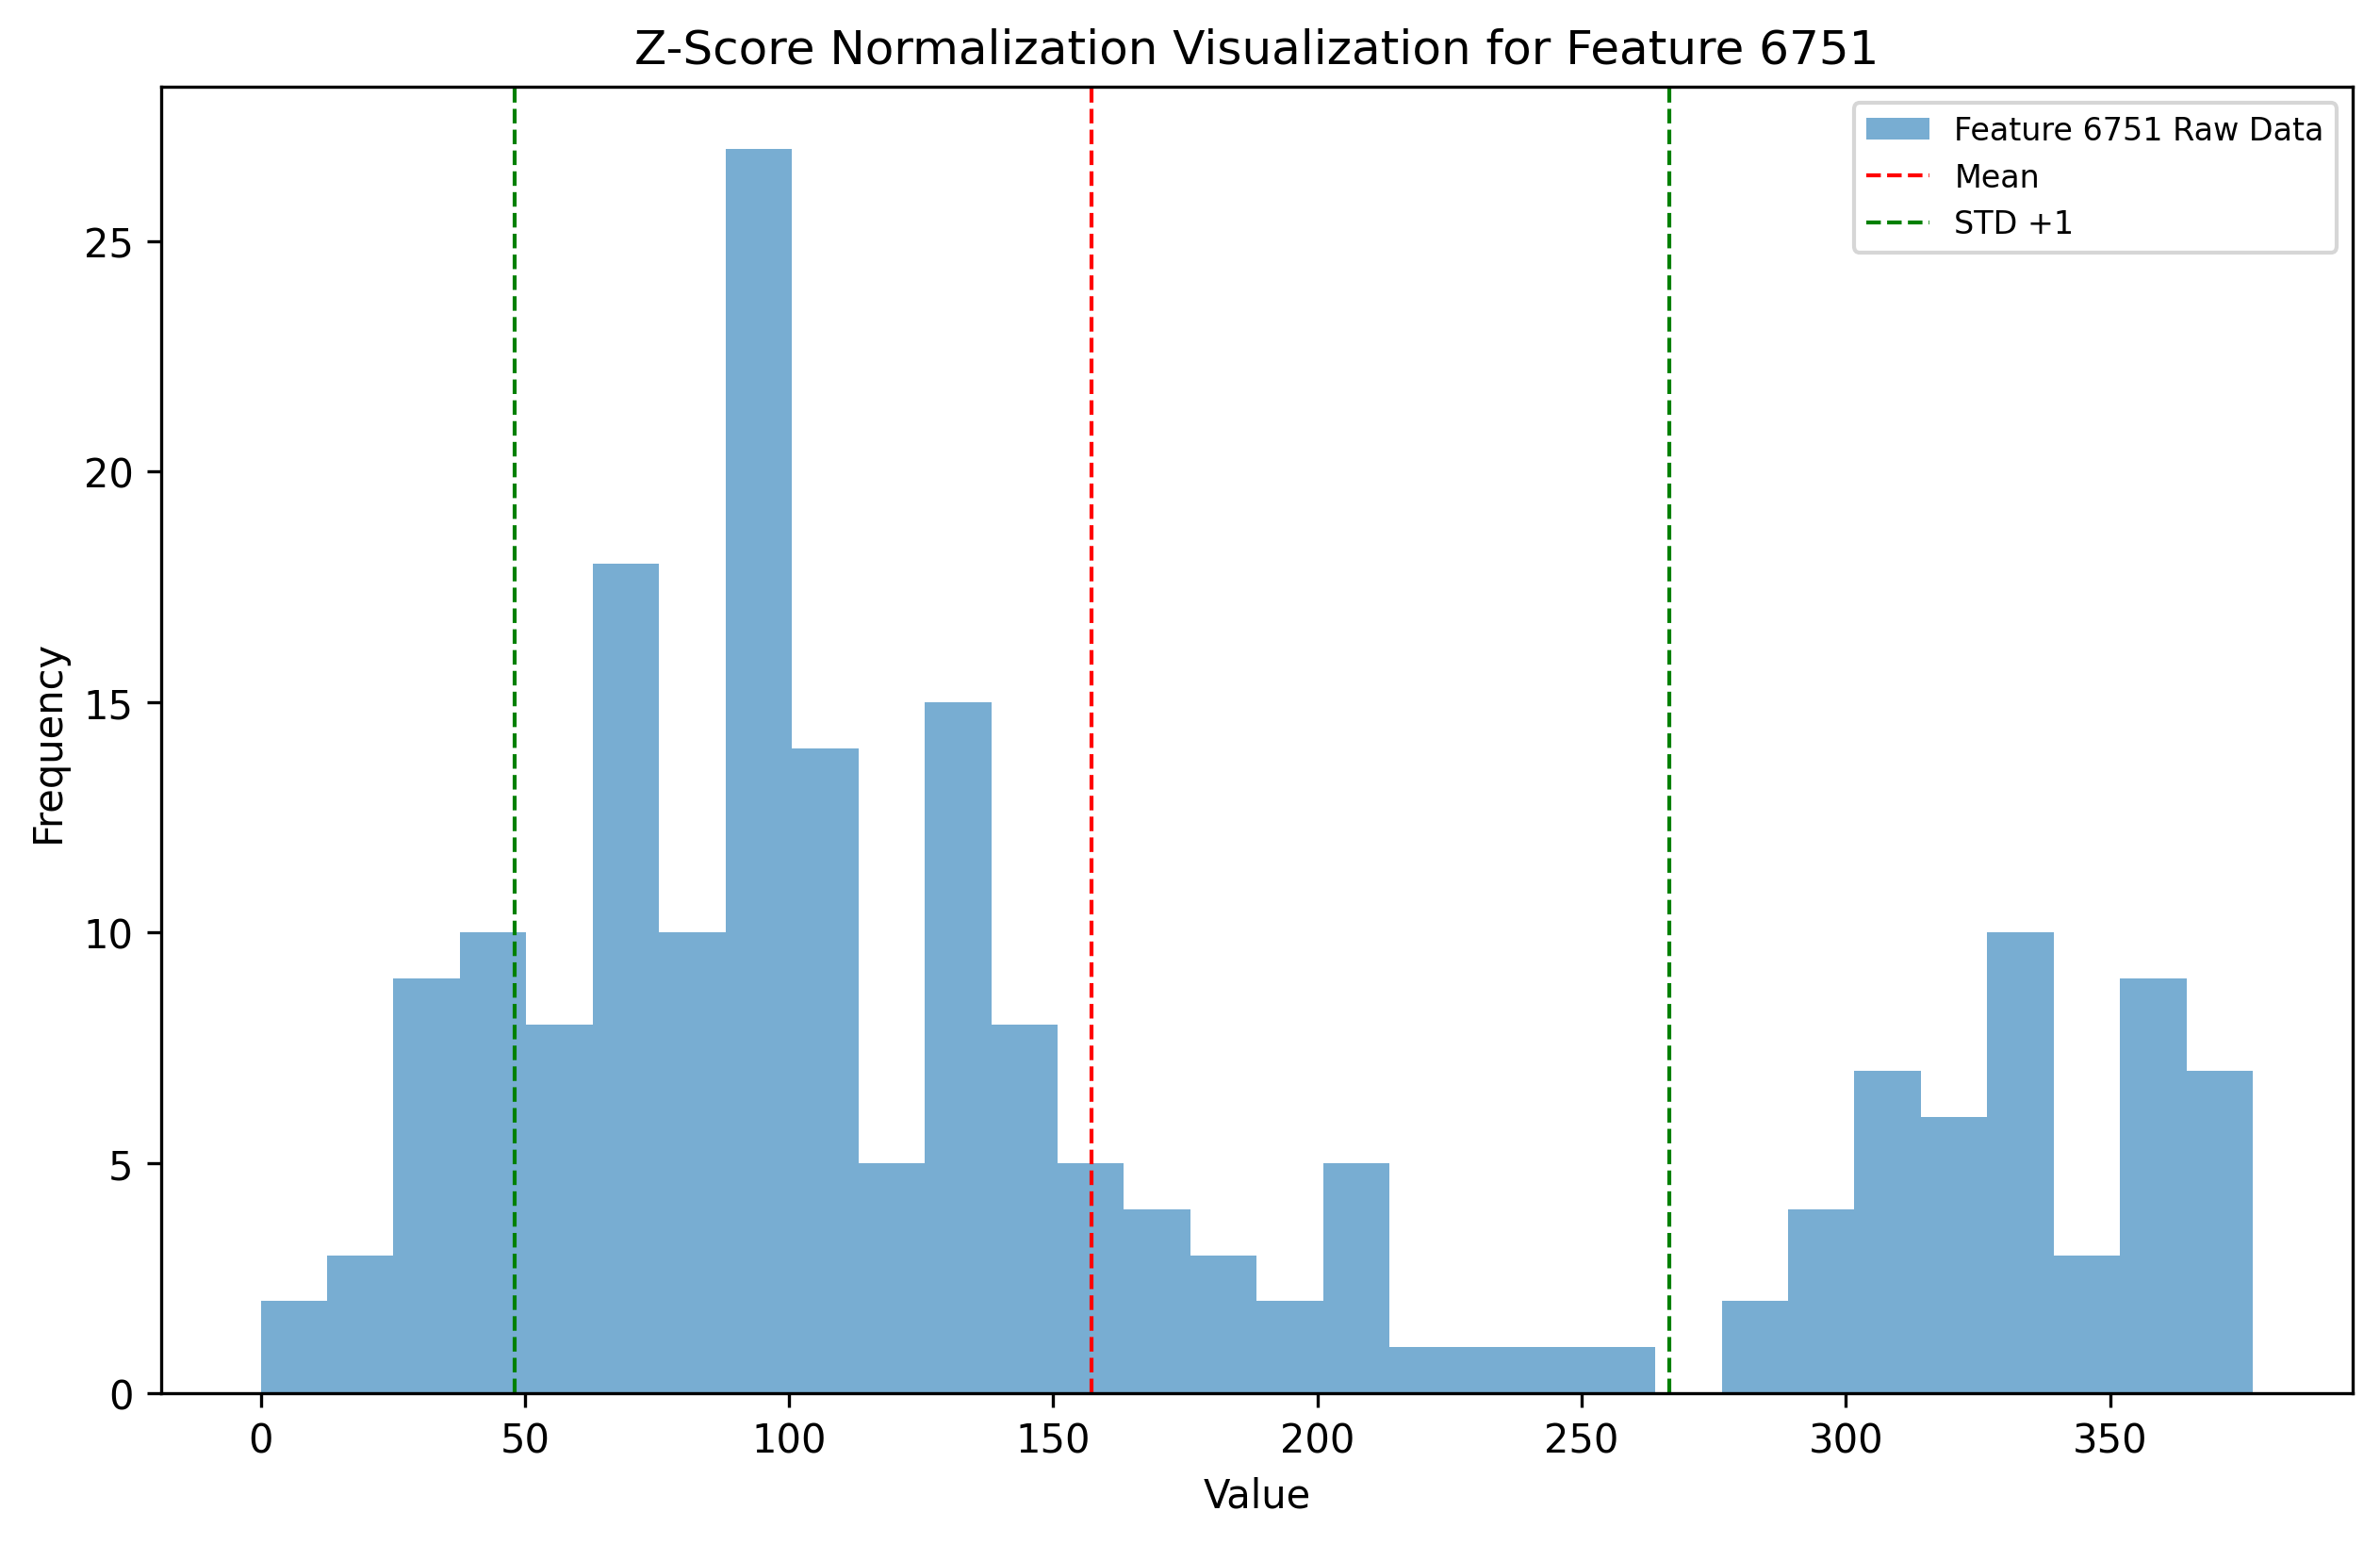 Z-Score Normalization Visualization for Feature 6751
Feature 6751 Raw Data
Mean
STD +1
25
20
15
10
5
0
Frequency
0 50 100 150 200 250 300 350
Value